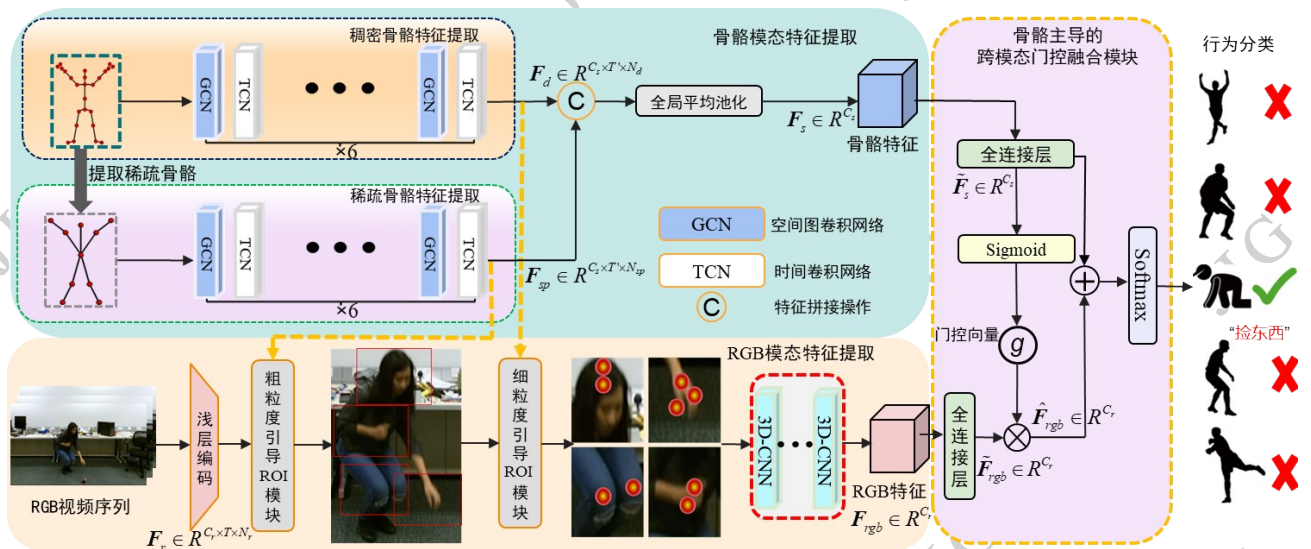 稠密骨骼特征提取
GCN
TCN
GCN
TCN
×6
提取稀疏骨骼
稀疏骨骼特征提取
GCN
TCN
GCN
TCN
×6
骨骼模态特征提取
F_d ∈ R^{C_s×T'×N_d}
C
全局平均池化
F_s ∈ R^{C_s}
骨骼特征
F_{sp} ∈ R^{C_s×T'×N_{sp}}
GCN 空间图卷积网络
TCN 时间卷积网络
C 特征拼接操作
RGB模态特征提取
RGB视频序列
浅层编码
F_r ∈ R^{C_r×T×N_r}
粗粒度引导ROI模块
细粒度引导ROI模块
3D-CNN
3D-CNN
RGB特征
F_{rgb} ∈ R^{C_r}
骨骼主导的
跨模态门控融合模块
全连接层
F̃_s ∈ R^{C_s}
Sigmoid
门控向量
g
全连接层
F̃_{rgb} ∈ R^{C_r}
F̂_{rgb} ∈ R^{C_r}
Softmax
行为分类
“捡东西”